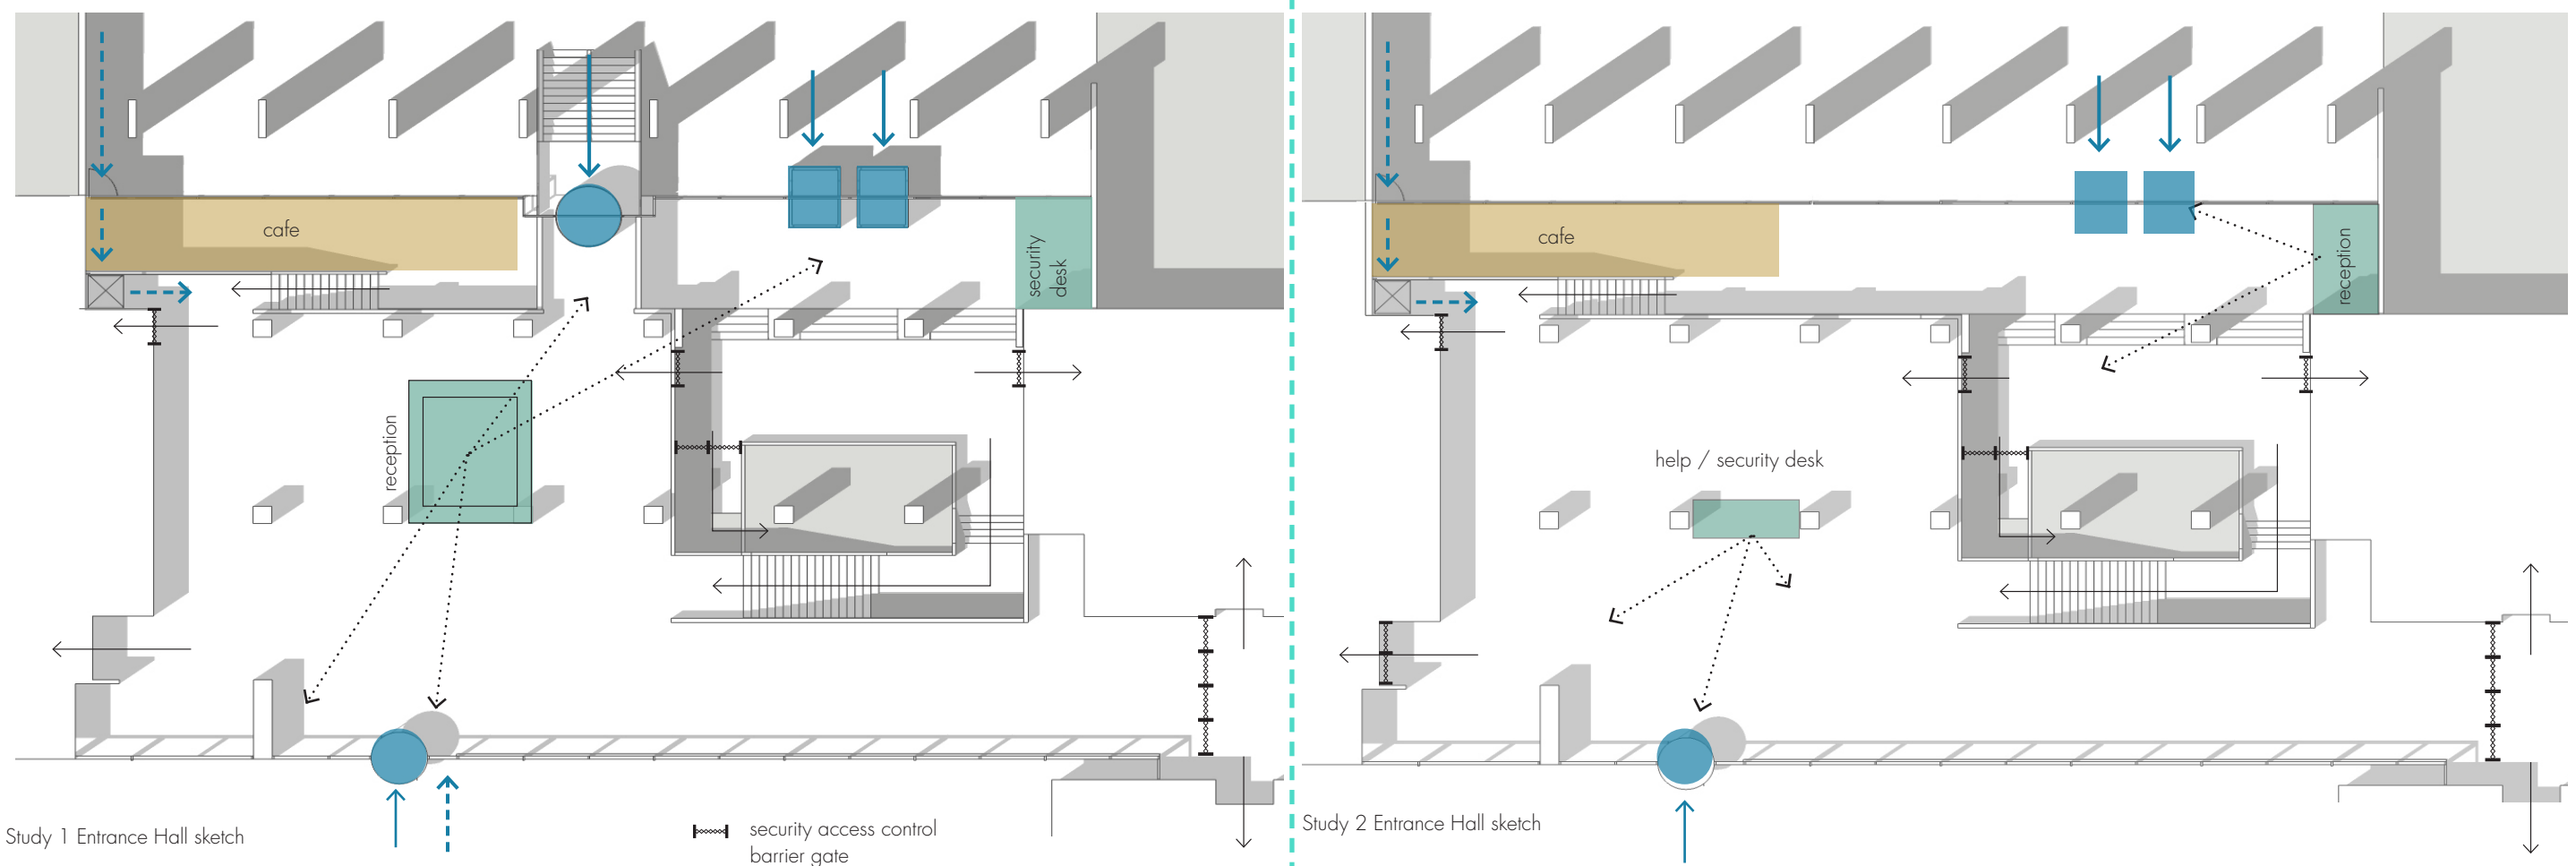 cafe
security
desk
reception
Study 1 Entrance Hall sketch
security access control
barrier gate
cafe
reception
help / security desk
Study 2 Entrance Hall sketch